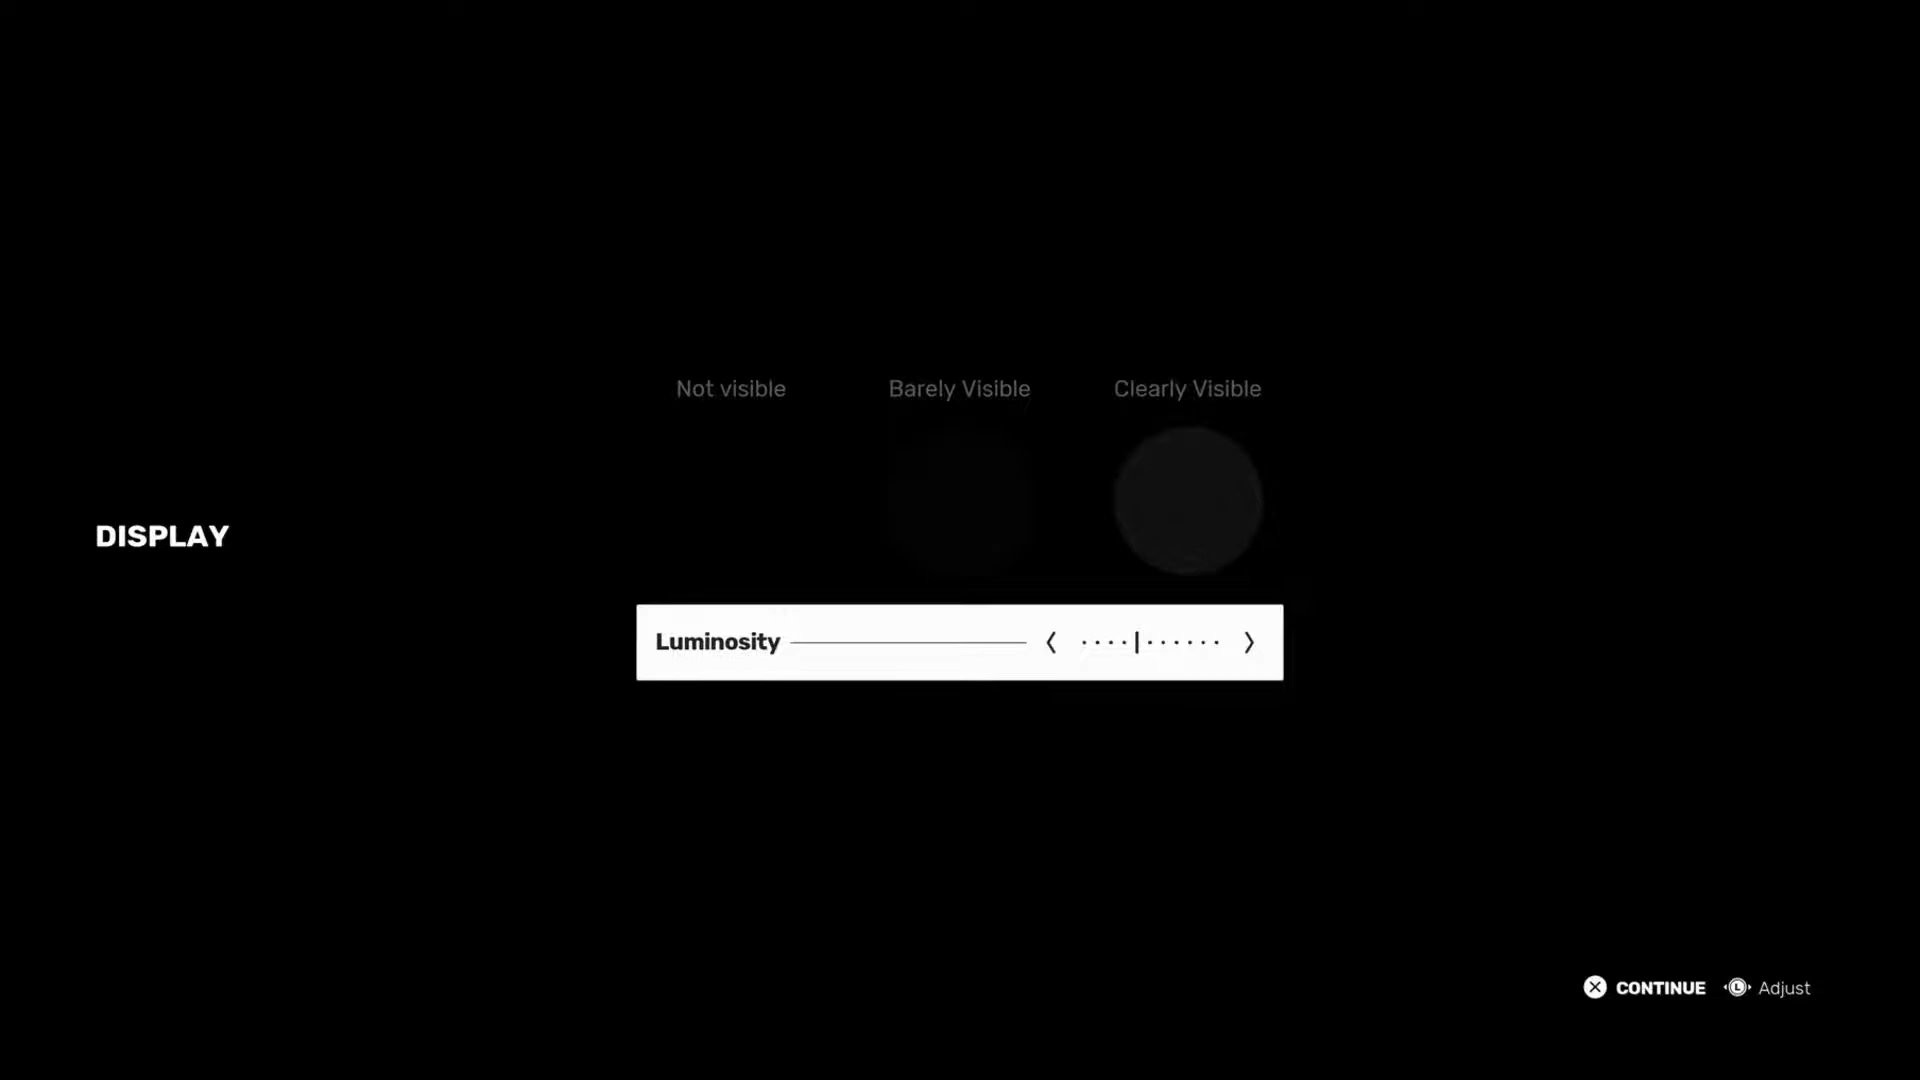 Not visible
Barely Visible
Clearly Visible
DISPLAY
Luminosity
CONTINUE
L
Adjust